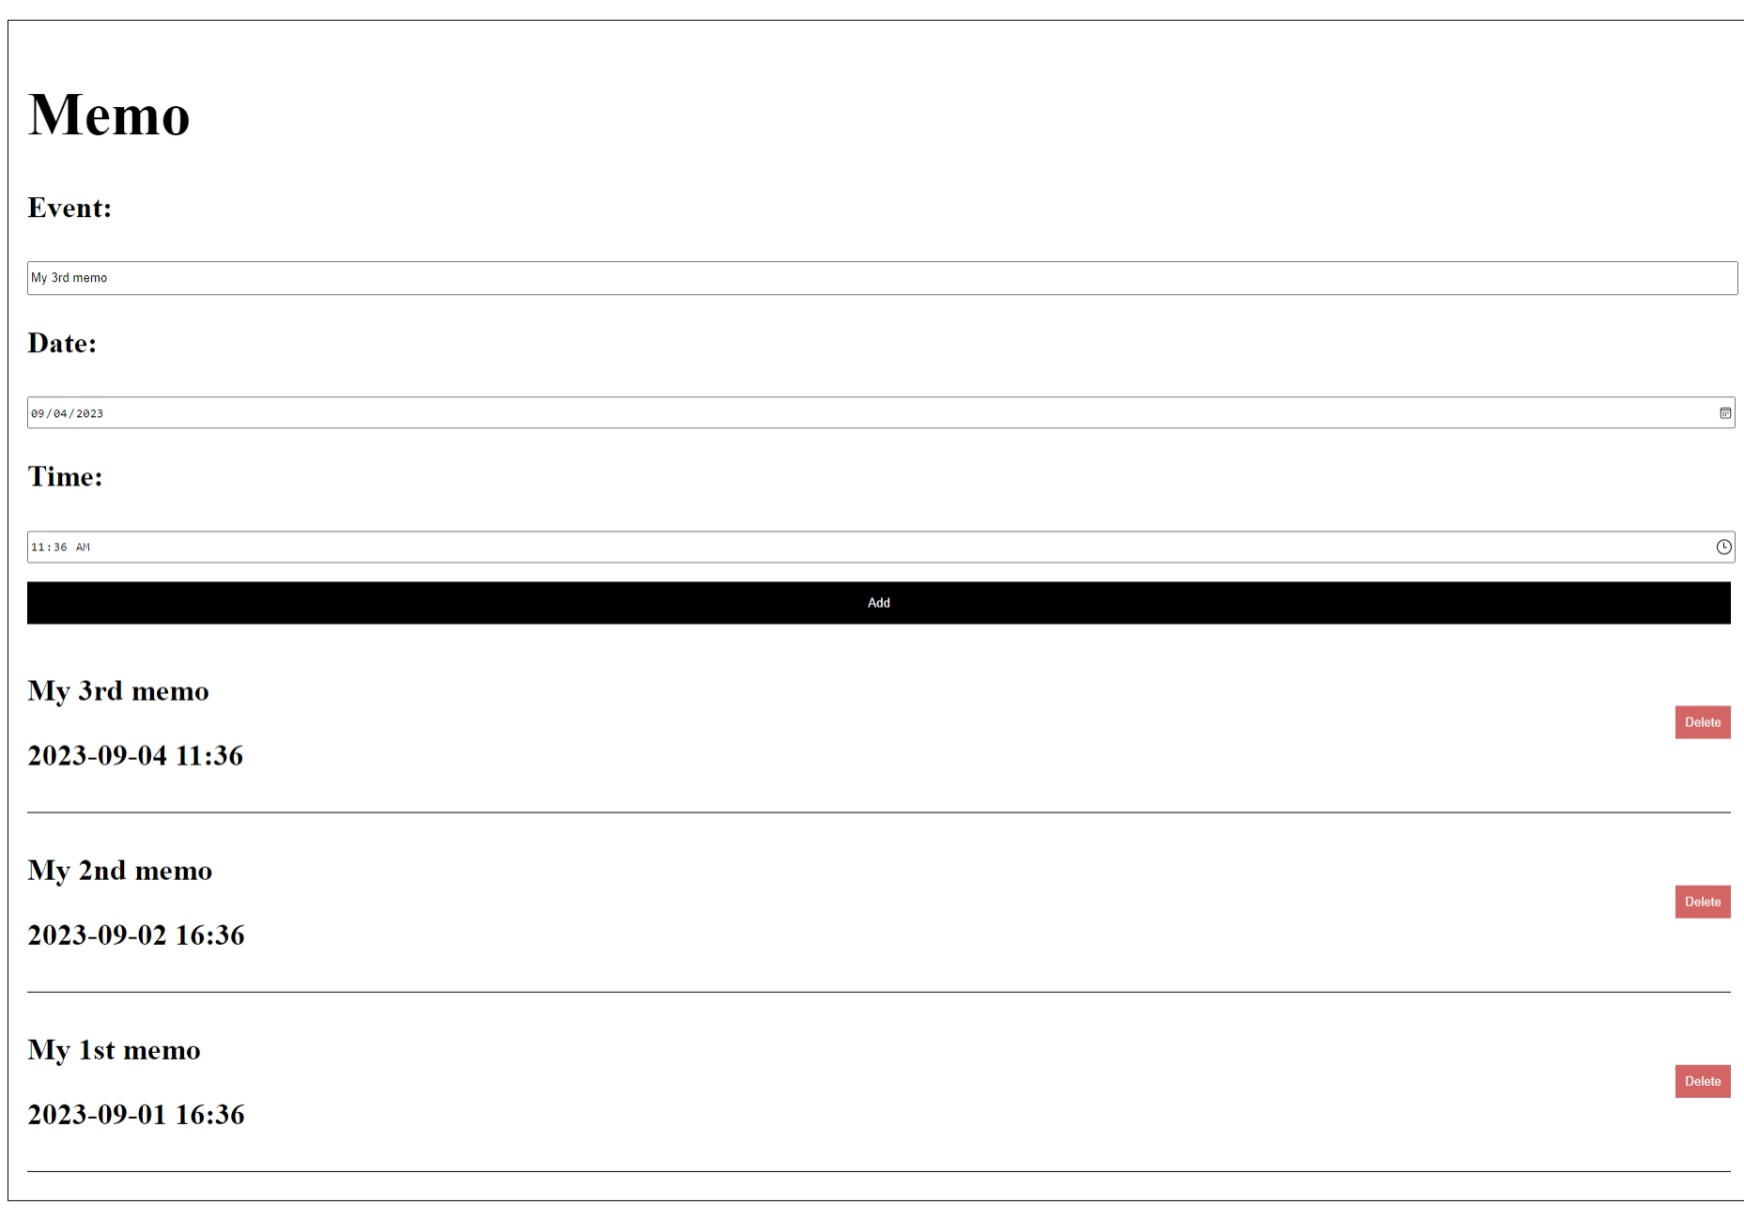 Memo
Event:
My 3rd memo
Date:
09/04/2023
Time:
11:36 AM
Add
My 3rd memo
Delete
2023-09-04 11:36
My 2nd memo
Delete
2023-09-02 16:36
My 1st memo
Delete
2023-09-01 16:36